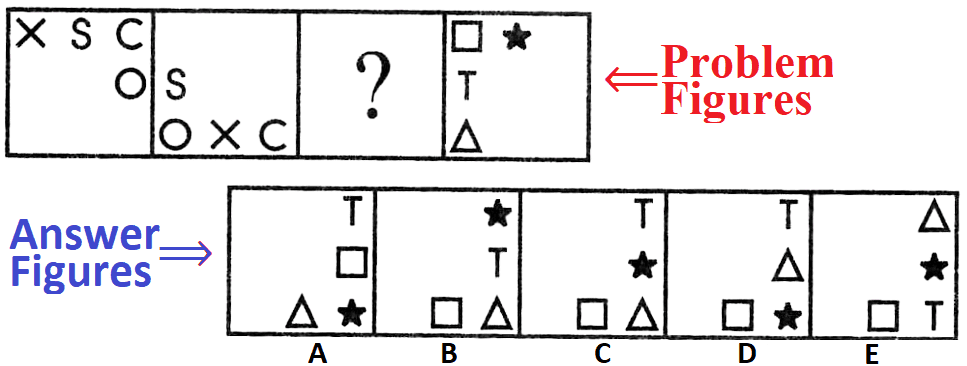 X S C
O S
O X C
?
T
Problem
Figures
Answer
Figures
T
T
T
T
T
A B C D E